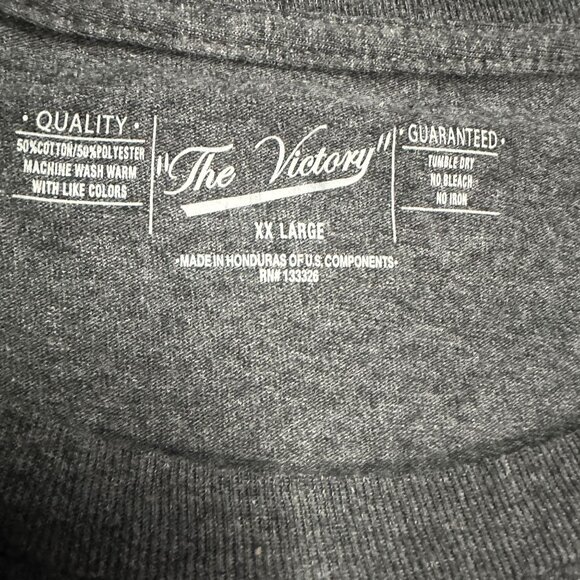 • QUALITY •
50%COTTON/50%POLYESTER
MACHINE WASH WARM
WITH LIKE COLORS
"The Victory"
XX LARGE
•MADE IN HONDURAS OF U.S. COMPONENTS•
RN# 133326
• GUARANTEED •
TUMBLE DRY
NO BLEACH
NO IRON